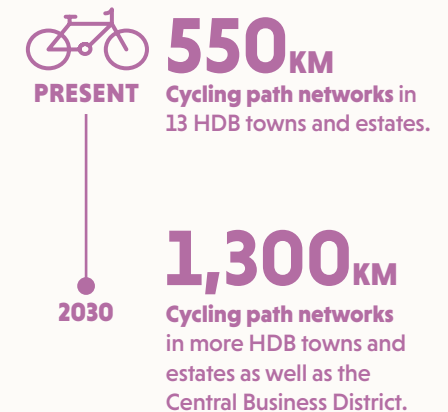 PRESENT
550KM
Cycling path networks in
13 HDB towns and estates.
2030
1,300KM
Cycling path networks
in more HDB towns and
estates as well as the
Central Business District.